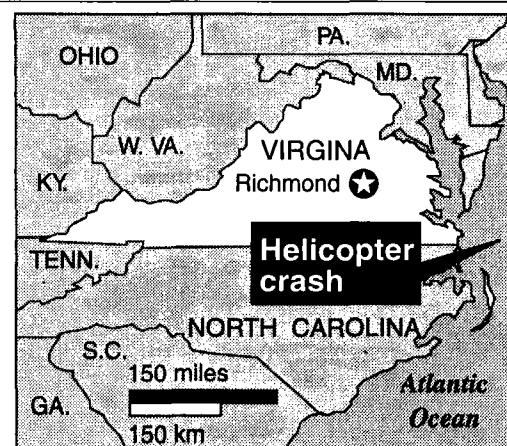 PA.
OHIO
MD.
W. VA.
VIRGINA
KY.
Richmond
Helicopter
crash
TENN.
NORTH CAROLINA
S.C.
150 miles
GA.
Atlantic
Ocean
150 km